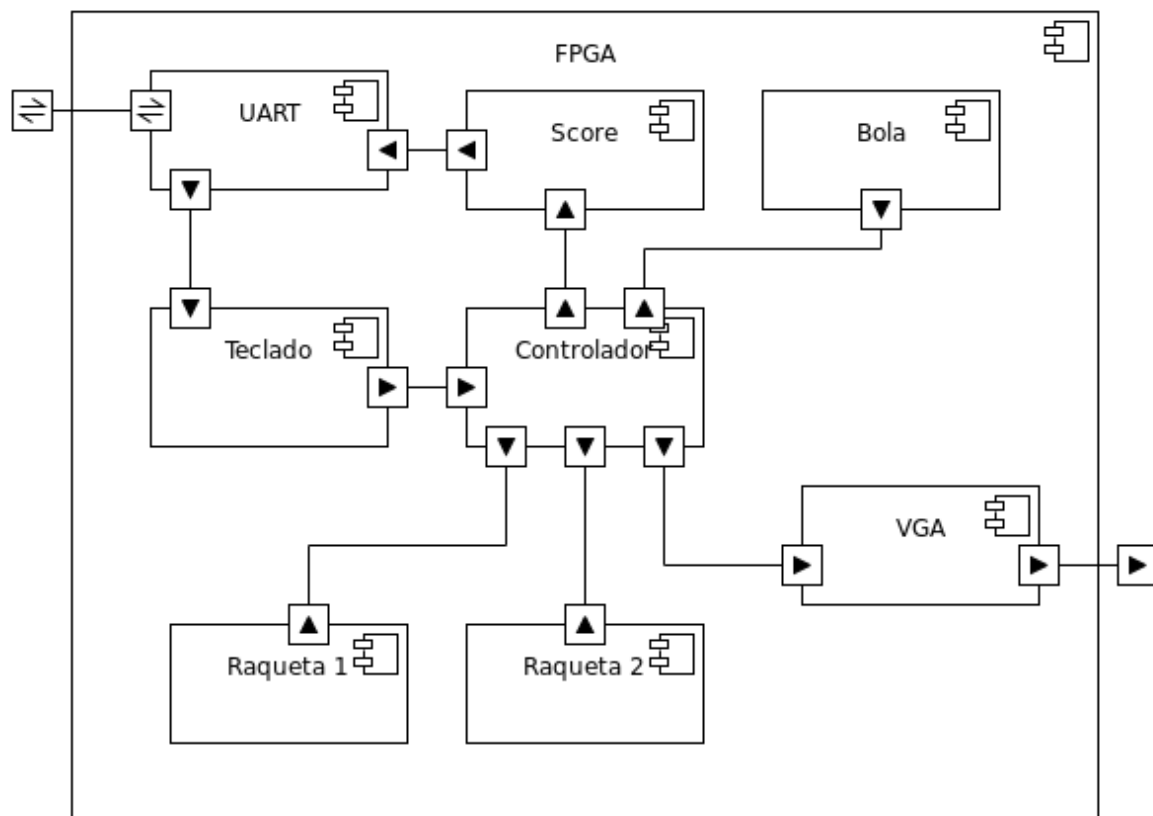 FPGA
UART
Score
Bola
Teclado
Controlador
VGA
Raqueta 1
Raqueta 2